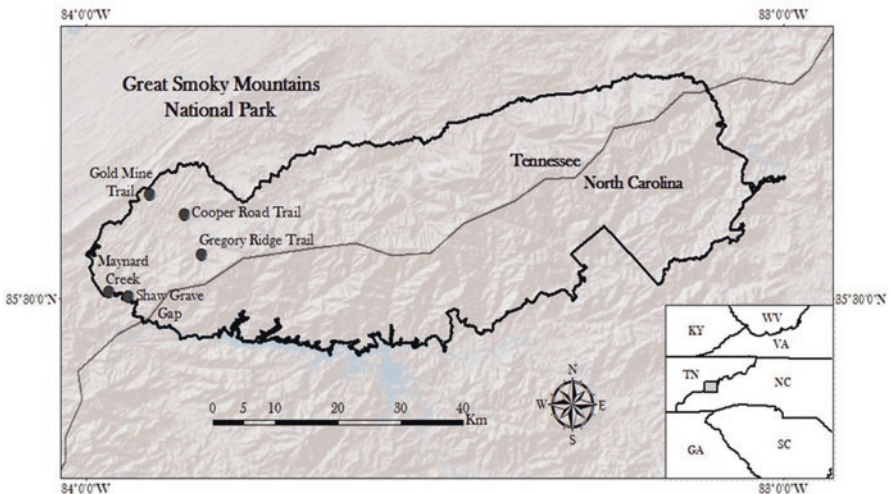 84°0'0"W
83°0'0"W
Great Smoky Mountains
National Park
Tennessee
North Carolina
Gold Mine
Trail
Cooper Road Trail
Gregory Ridge Trail
Maynard
Creek
Shaw Grave
Gap
35°30'0"N
35°30'0"N
N
W
E
S
0 5 10 20 30 40
Km
KY
WV
VA
TN
NC
GA
SC
84°0'0"W
83°0'0"W